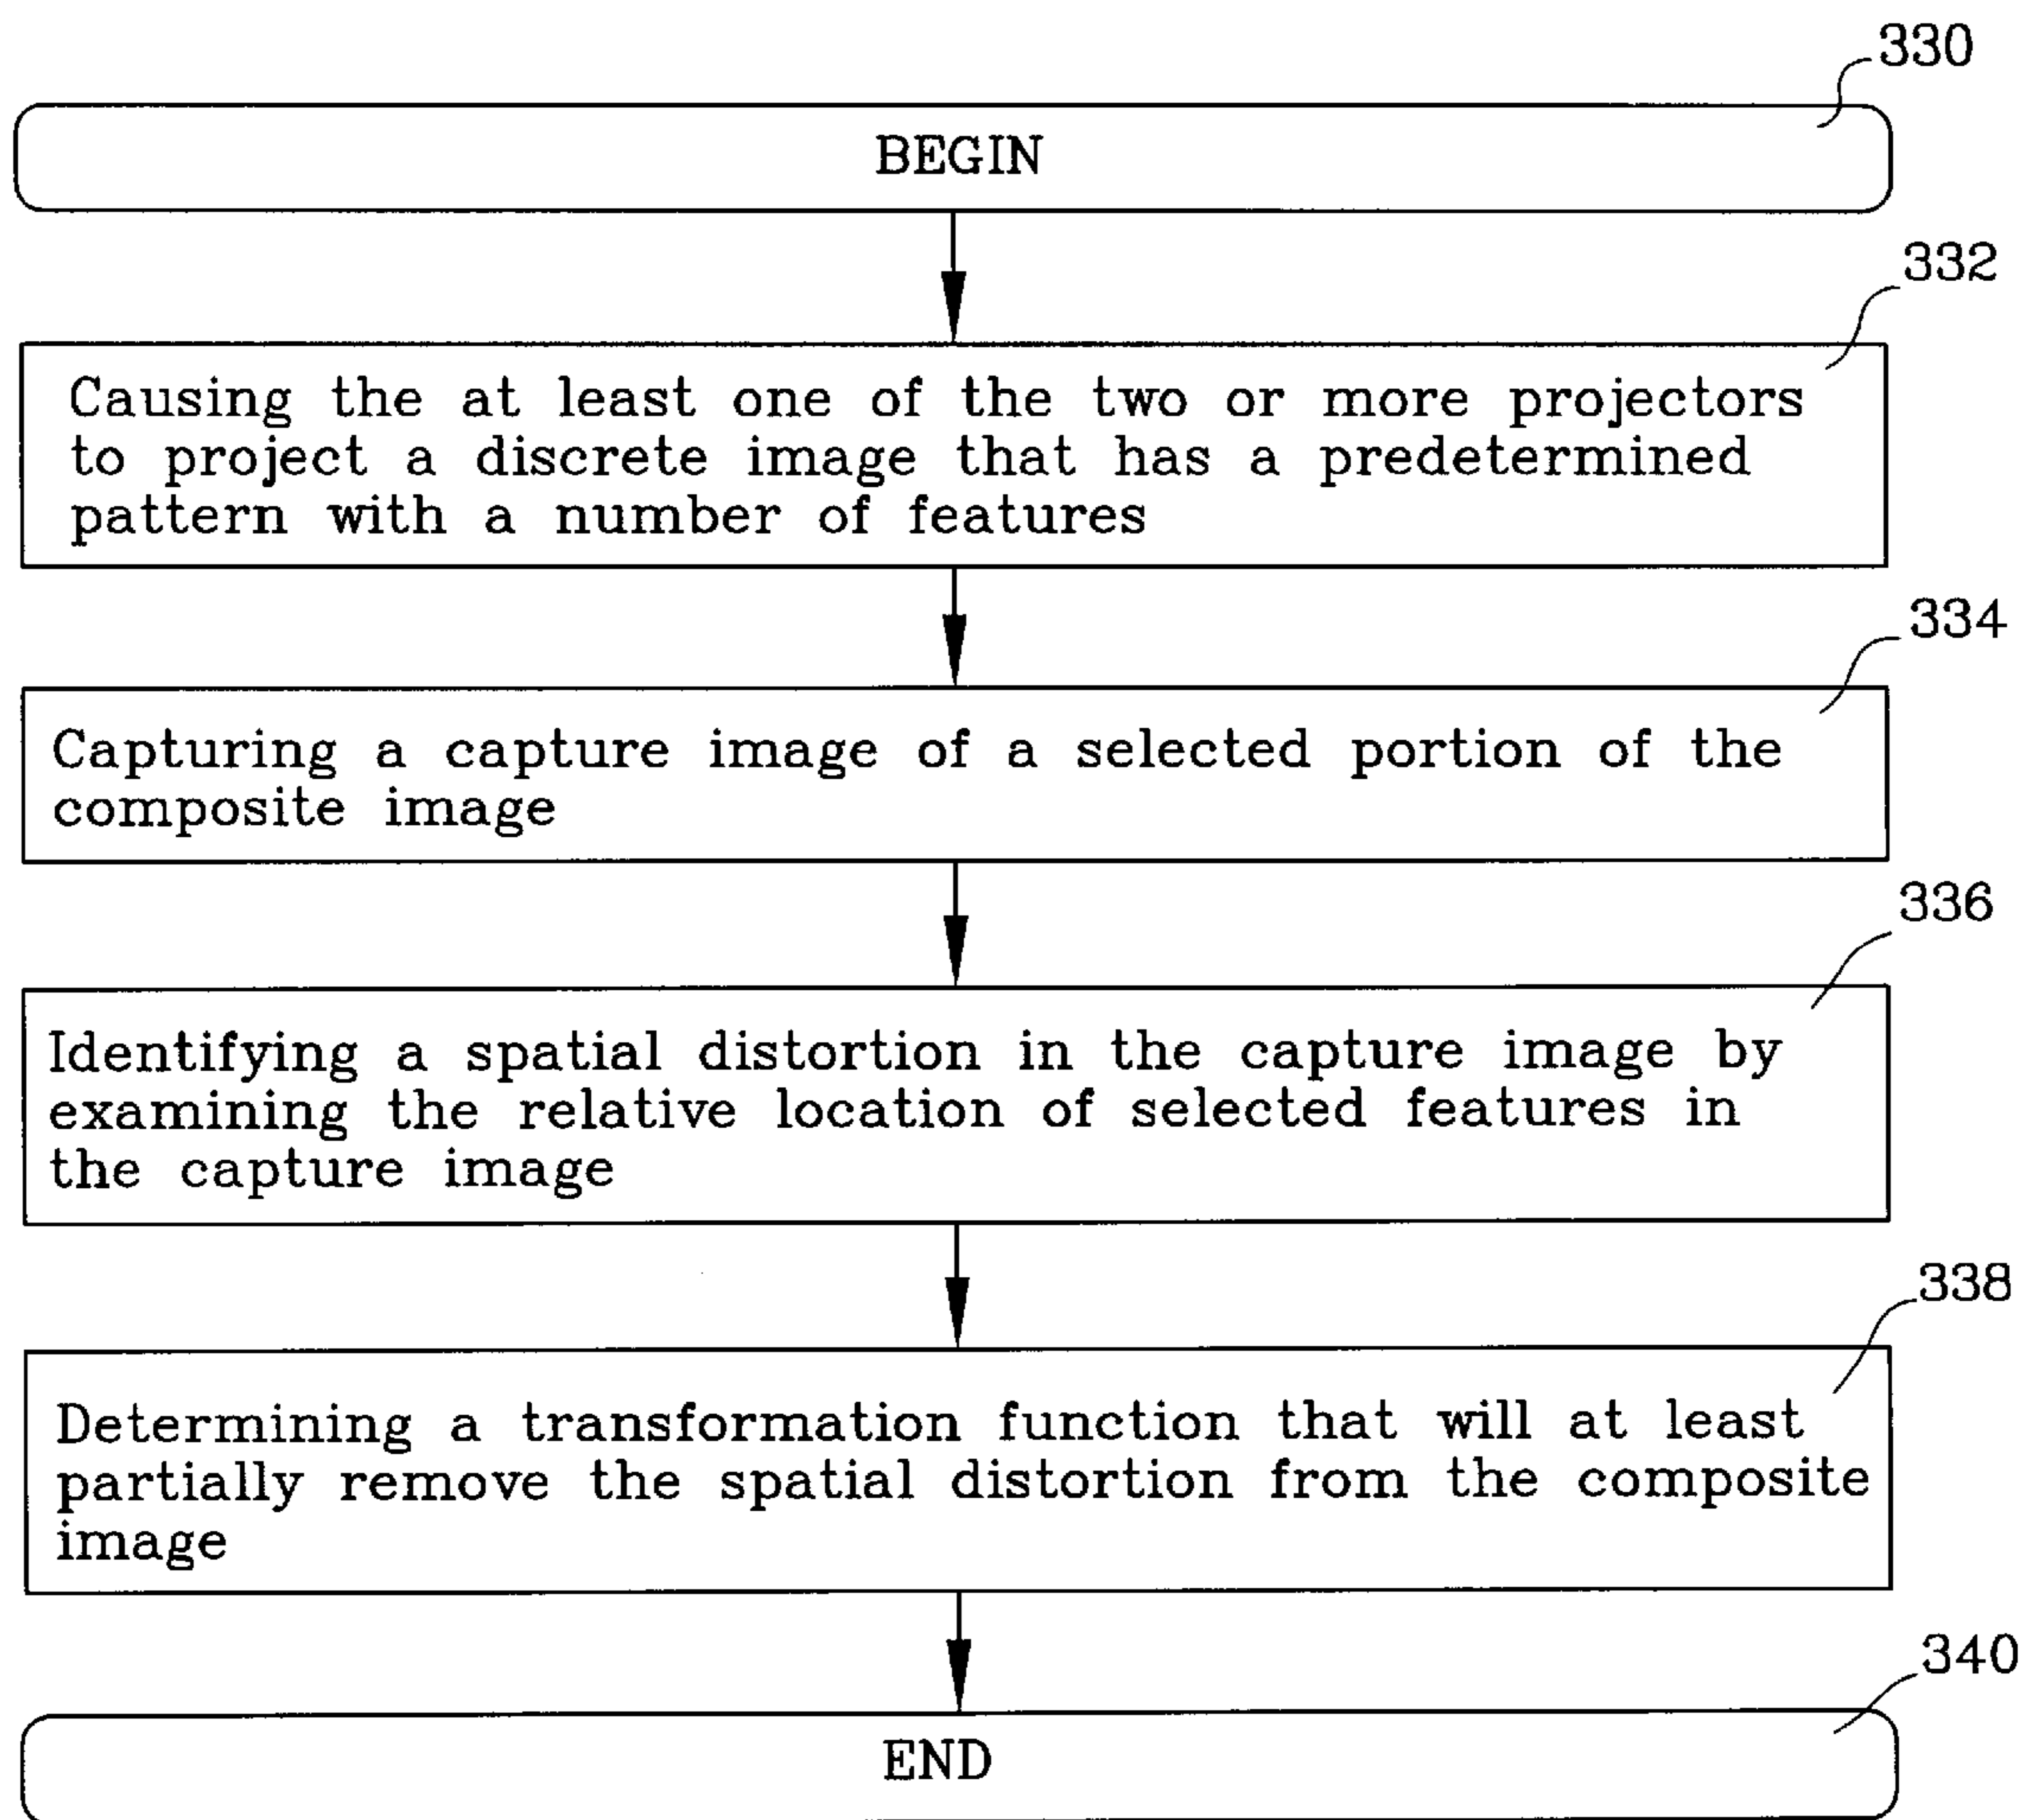 330
BEGIN
332
Causing the at least one of the two or more projectors
to project a discrete image that has a predetermined
pattern with a number of features
334
Capturing a capture image of a selected portion of the
composite image
336
Identifying a spatial distortion in the capture image by
examining the relative location of selected features in
the capture image
338
Determining a transformation function that will at least
partially remove the spatial distortion from the composite
image
340
END